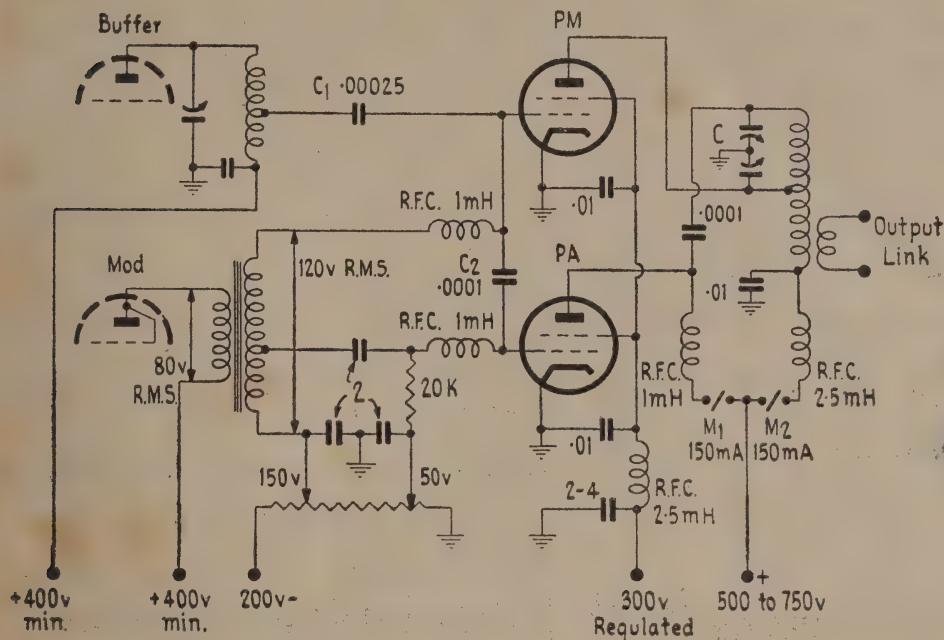 Buffer
PM
C1 .00025
C
R.F.C. 1mH
.01
.0001
Output
Link
Mod
120v R.M.S.
C2
.0001
PA
.01
R.F.C. 1mH
80v
R.M.S.
2
20K
R.F.C.
1mH
R.F.C.
2.5mH
M1
150mA
M2
150mA
.01
150v
50v
2-4
R.F.C.
2.5mH
+400v
min.
+400v
min.
200v-
300v
Regulated
+
500 to 750v